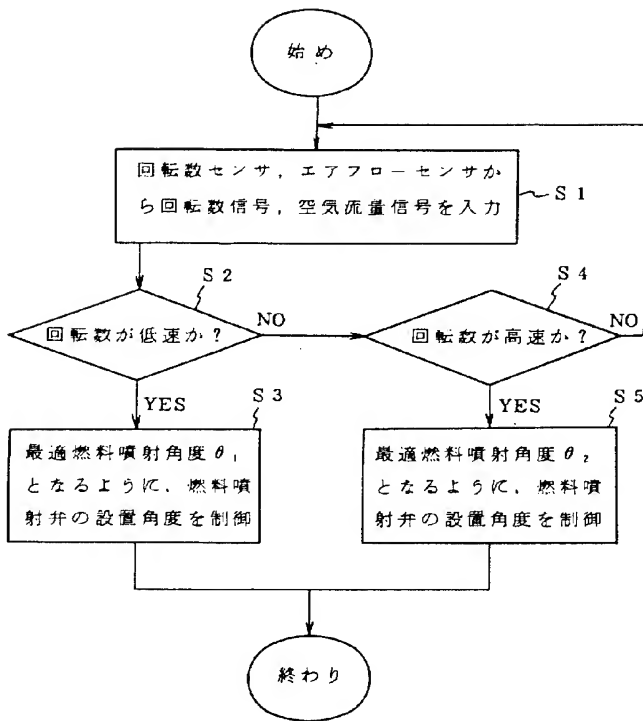 始め
回転数センサ,エアフローセンサか
ら回転数信号,空気流量信号を入力
S1
S2
回転数が低速か?
NO
S4
回転数が高速か?
NO
YES
S3
最適燃料噴射角度θ₁
となるように、燃料噴
射弁の設置角度を制御
YES
S5
最適燃料噴射角度θ₂
となるように、燃料噴
射弁の設置角度を制御
終わり